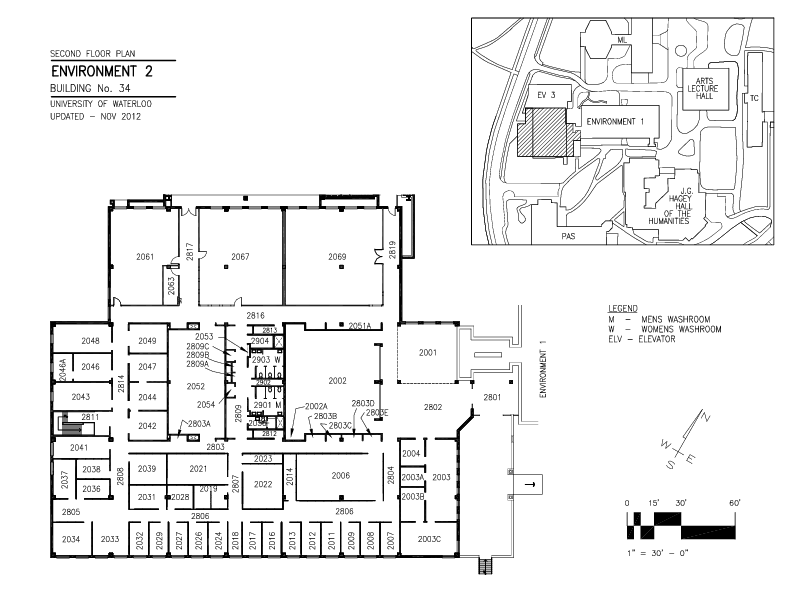 SECOND FLOOR PLAN
ENVIRONMENT 2
BUILDING No. 34
UNIVERSITY OF WATERLOO
UPDATED - NOV 2012
ML
EV 3
ENVIRONMENT 1
ARTS
LECTURE
HALL
TC
J.G.
HAGEY
HALL
OF THE
HUMANITIES
PAS
LEGEND
M - MENS WASHROOM
W - WOMENS WASHROOM
ELV - ELEVATOR
2061
2817
2067
2069
2819
2063
2816
2813
2051A
2053
2904
2809C
2809B
2809A
2903 W
2902
2901 M
2812
2048
2049
2046A
2046
2047
2814
2043
2044
2811
2042
2052
2054
2809
2803A
2002
2001
2802
2801
ENVIRONMENT 1
2002A
2803B
2803C
2803D
2803E
2041
2803
2037
2038
2036
2808
2039
2021
2031
2028
2019
2807
2023
2022
2014
2006
2804
2004
2003A
2003
2003B
2805
2806
2806
2034
2033
2032
2029
2027
2026
2024
2018
2017
2016
2013
2012
2011
2009
2008
2007
2003C
N
W
E
S
0 15' 30' 60'
1" = 30' - 0"